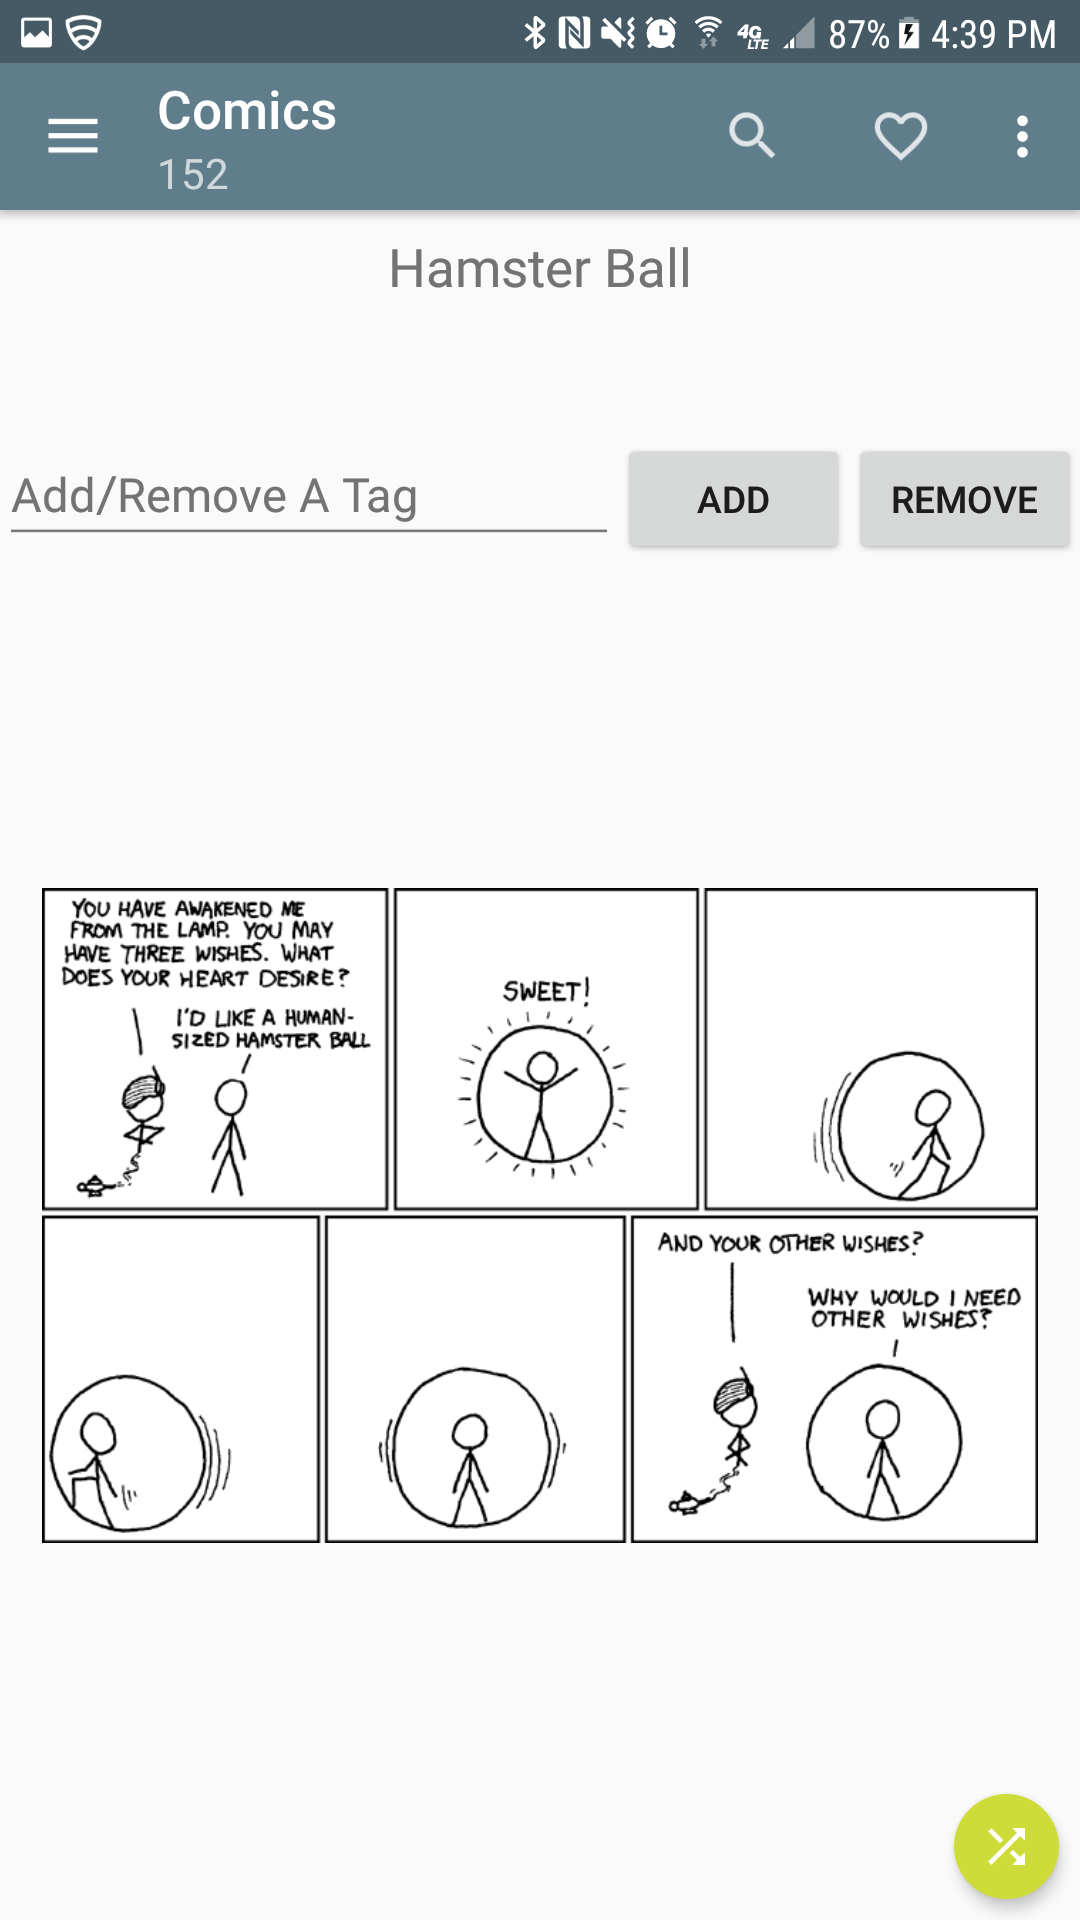 4G
LTE
87%
4:39 PM
Comics
152
Hamster Ball
Add/Remove A Tag
ADD
REMOVE
YOU HAVE AWAKENED ME
FROM THE LAMP. YOU MAY
HAVE THREE WISHES. WHAT
DOES YOUR HEART DESIRE?
I'D LIKE A HUMAN-
SIZED HAMSTER BALL
SWEET!
AND YOUR OTHER WISHES?
WHY WOULD I NEED
OTHER WISHES?